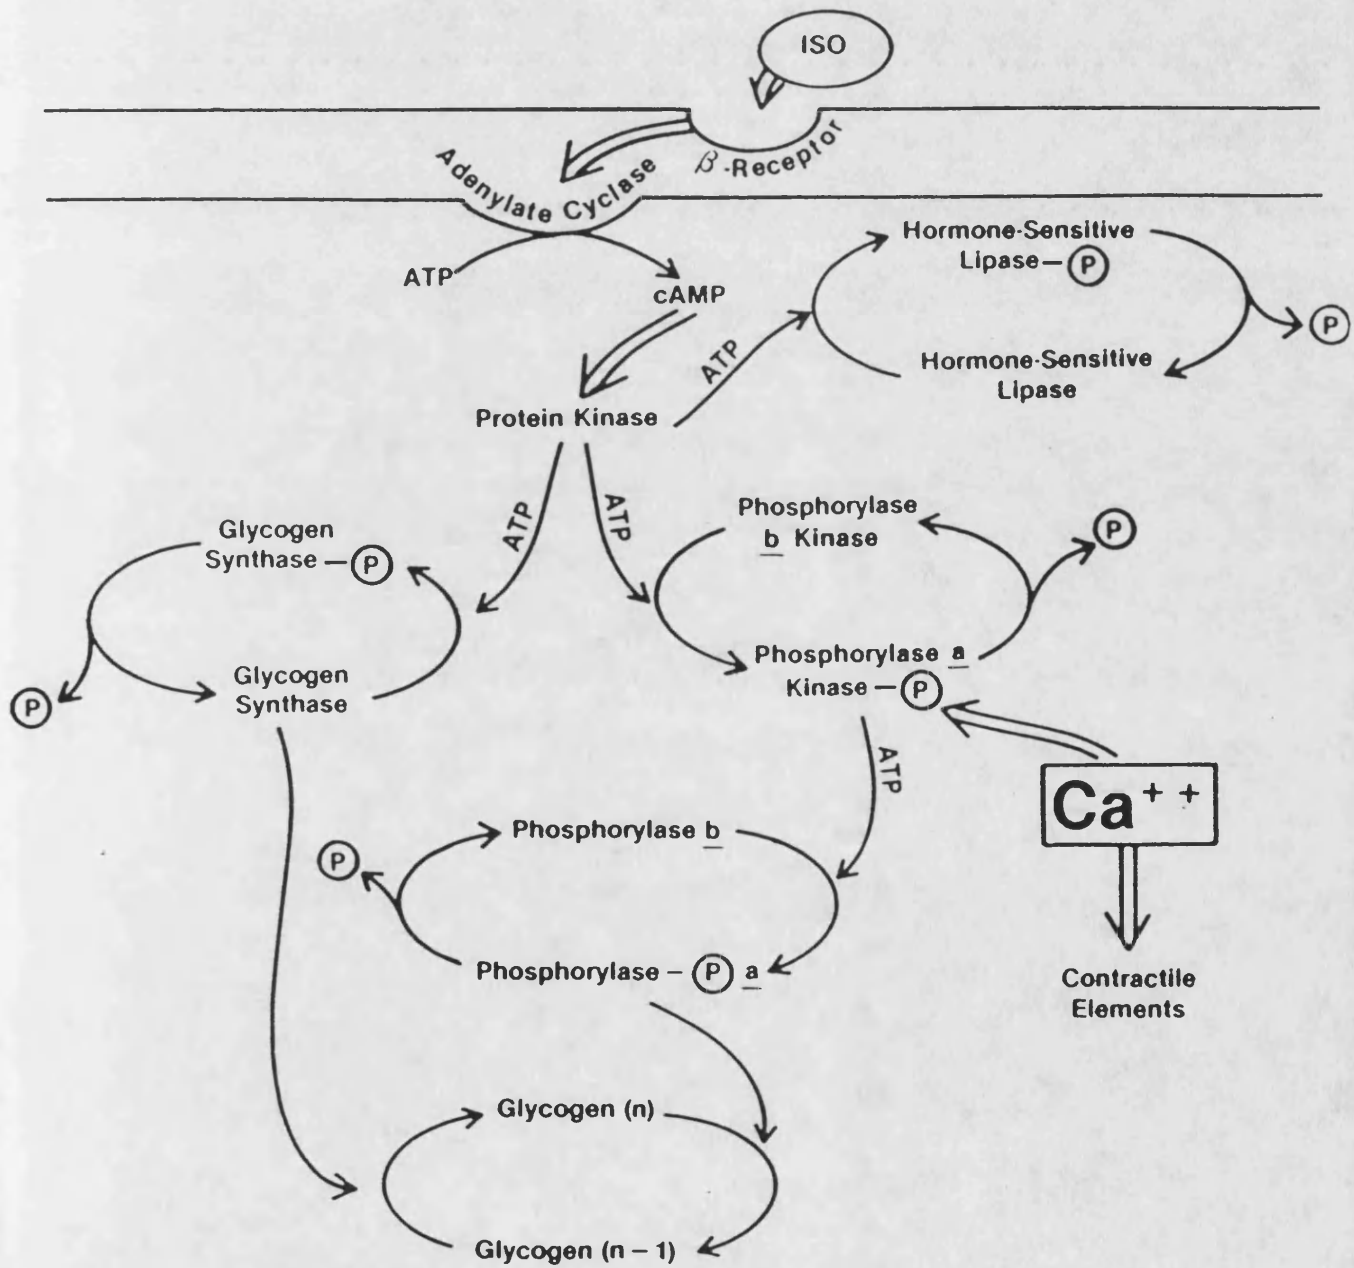 ISO
β-Receptor
Adenylate Cyclase
ATP
cAMP
Hormone-Sensitive
Lipase—P
P
ATP
Hormone-Sensitive
Lipase
Protein Kinase
ATP
ATP
Glycogen
Synthase—P
Phosphorylase
b Kinase
P
Glycogen
Synthase
P
Phosphorylase a
Kinase—P
ATP
Ca++
Phosphorylase b
P
Phosphorylase – P a
Contractile
Elements
Glycogen (n)
Glycogen (n – 1)